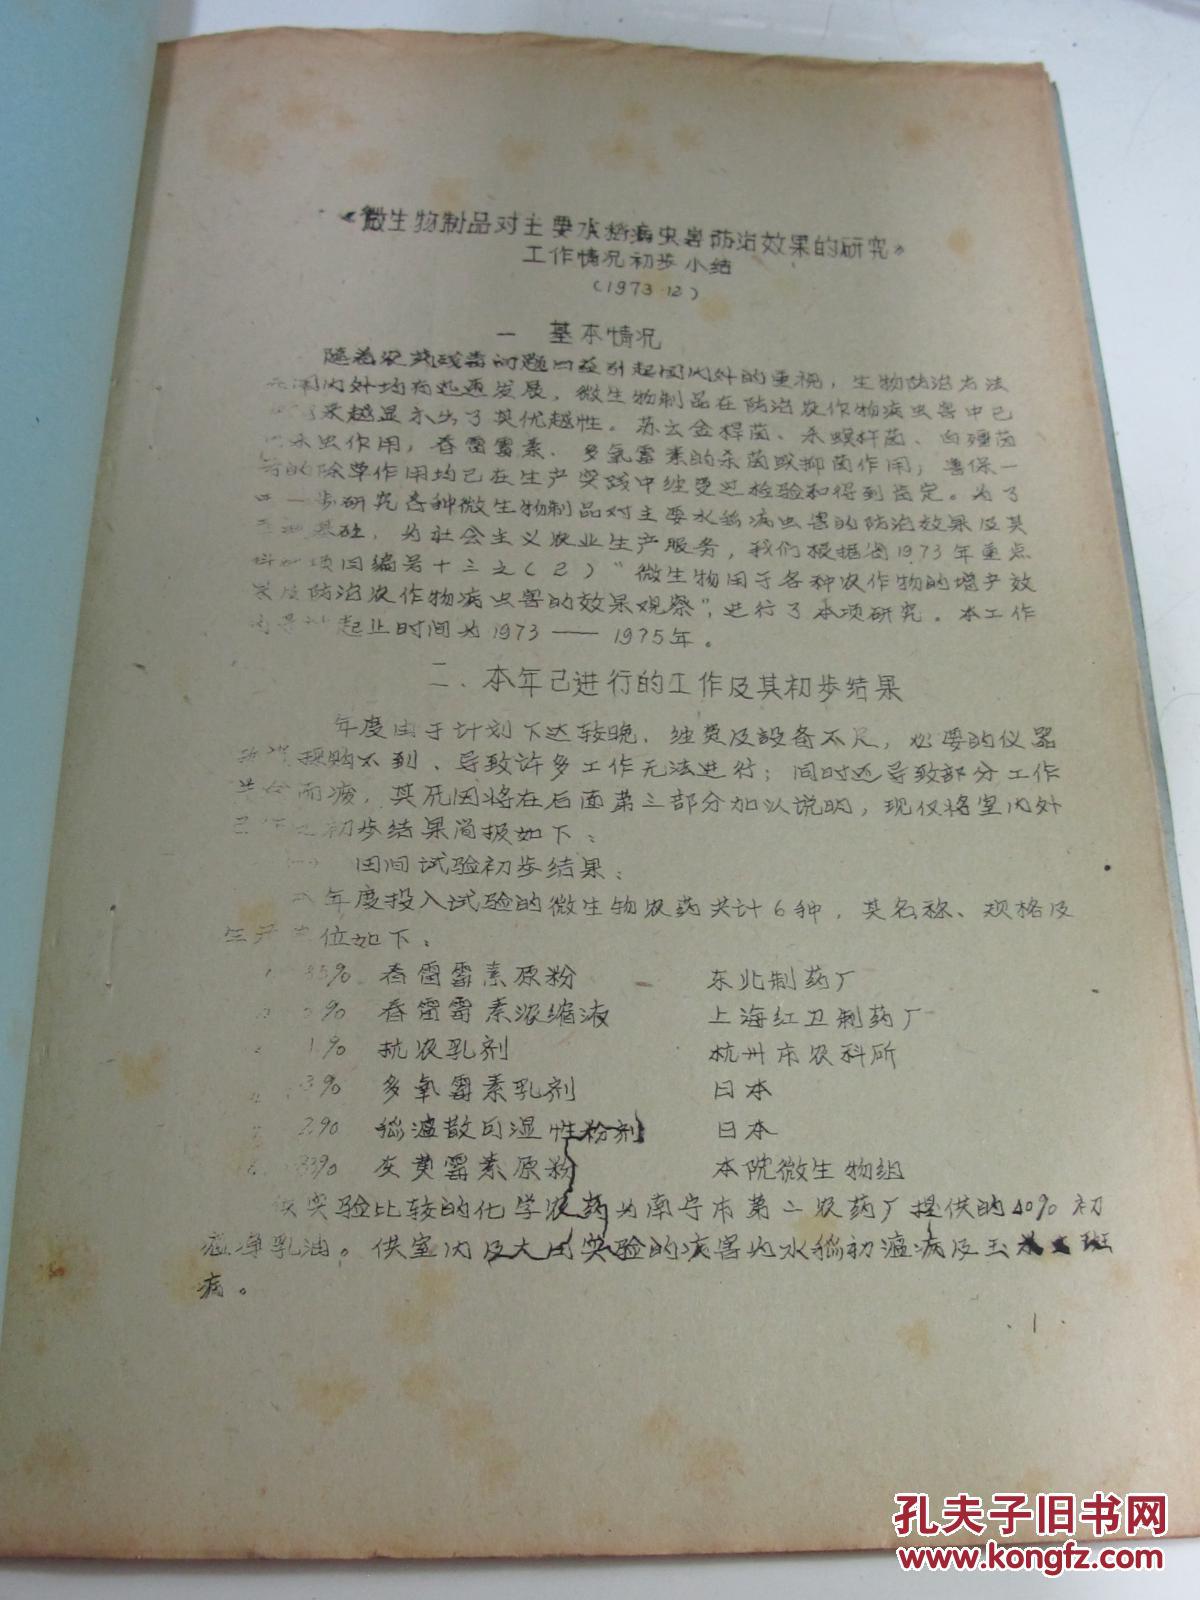 《微生物制品对主要水稻病虫害防治效果的研究》
工作情况初步小结
(1973.12)
一 基本情况
随着农药残毒问题日益引起国内外的重视，生物防治方法
国内外均有迅速发展，微生物制品在防治农作物病虫害中已
来越显示出了其优越性。苏云金桿菌、杀螟杆菌、白殭菌
杀虫作用，春雷霉素、多氧霉素的杀菌或抑菌作用；鲁保一
的除草作用均已在生产实践中经受过检验和得到肯定。为了
一步研究各种微生物制品对主要水稻病虫害的防治效果及其
基础，为社会主义农业生产服务，我们根据省1973年重点
项目编号十三之(2)“微生物用于各种农作物的增产效
果及防治农作物病虫害的效果观察”，进行了本项研究。本工作
起止时间为1973——1975年。
二、本年已进行的工作及其初步结果
年度由于计划下达较晚，经费及设备不足，必要的仪器
採购不到，导致许多工作无法进行；同时还导致部分工作
而废，其原因将在后面第三部分加以说明，现仅将室内外
初步结果简报如下：
田间试验初步结果：
年度投入试验的微生物农药共计6种，其名称、规格及
位如下：
35% 春雷霉素原粉 东北制药厂
% 春雷霉素浓缩液 上海红卫制药厂
1% 抗农乳剂 杭州市农科所
3% 多氧霉素乳剂 日本
2% 稻瘟散可湿性粉剂 日本
33% 灰黄霉素原粉 本院微生物组
供实验比较的化学农药为南宁市第二农药厂提供的40%初
瘟净乳油。供室内及大田实验的病害为水稻初瘟病及玉米大斑
病。
1
孔夫子旧书网
www.kongfz.com